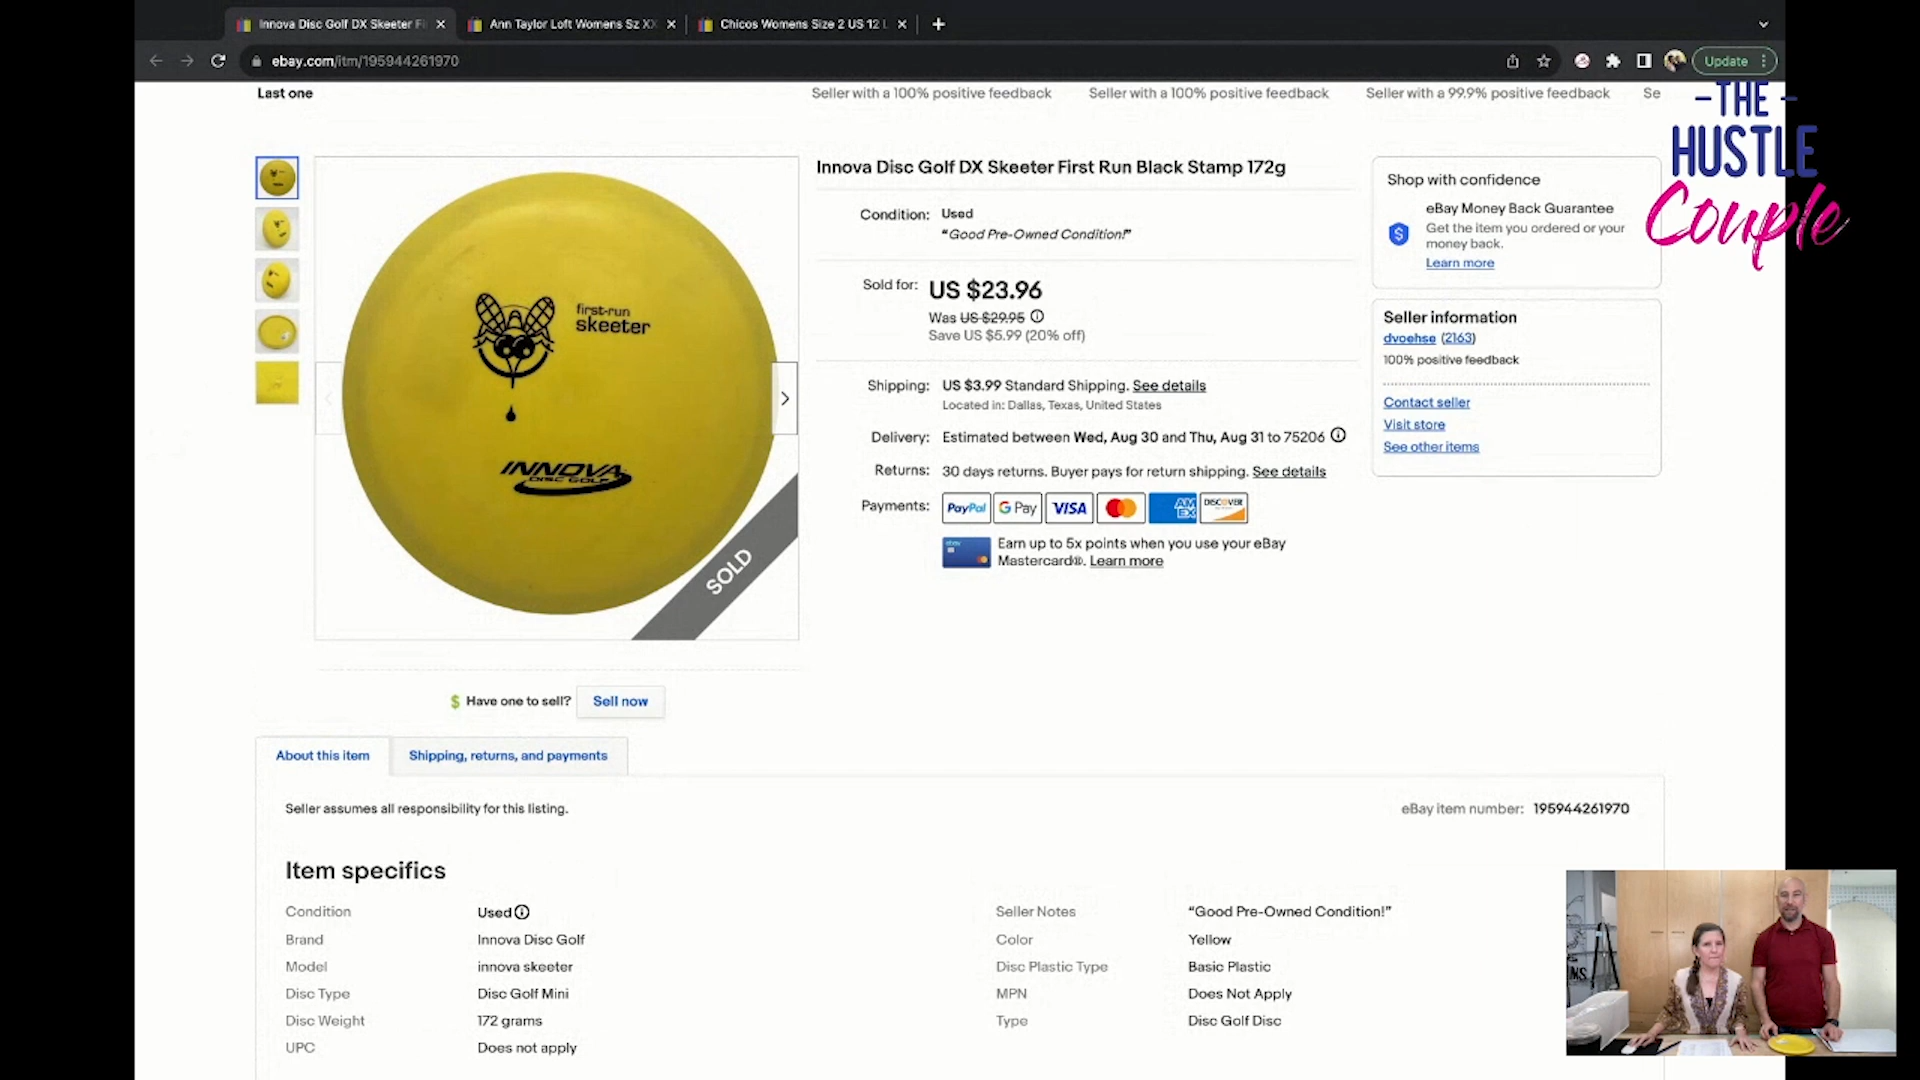 Innova Disc Golf DX Skeeter Fi
Ann Taylor Loft Womens Sz XX
Chicos Womens Size 2 US 12 L
ebay.com/itm/195944261970
Update
Last one
Seller with a 100% positive feedback
Seller with a 100% positive feedback
Seller with a 99.9% positive feedback
Se
-THE-
HUSTLE
Couple
Innova Disc Golf DX Skeeter First Run Black Stamp 172g
Condition: Used
“Good Pre-Owned Condition!”
Sold for: US $23.96
Was US $29.95
Save US $5.99 (20% off)
Shipping: US $3.99 Standard Shipping. See details
Located in: Dallas, Texas, United States
Delivery: Estimated between Wed, Aug 30 and Thu, Aug 31 to 75206
Returns: 30 days returns. Buyer pays for return shipping. See details
Payments: PayPal G Pay VISA AM EX DISCOVER
ebay
Earn up to 5x points when you use your eBay
Mastercard®. Learn more
Shop with confidence
eBay Money Back Guarantee
Get the item you ordered or your
money back.
Learn more
Seller information
dvoehse (2163)
100% positive feedback
Contact seller
Visit store
See other items
first-run
skeeter
INNOVA
DISC GOLF
SOLD
$ Have one to sell? Sell now
About this item
Shipping, returns, and payments
Seller assumes all responsibility for this listing.
eBay item number: 195944261970
Item specifics
Condition Used
Seller Notes “Good Pre-Owned Condition!”
Brand Innova Disc Golf
Color Yellow
Model innova skeeter
Disc Plastic Type Basic Plastic
Disc Type Disc Golf Mini
MPN Does Not Apply
Disc Weight 172 grams
Type Disc Golf Disc
UPC Does not apply